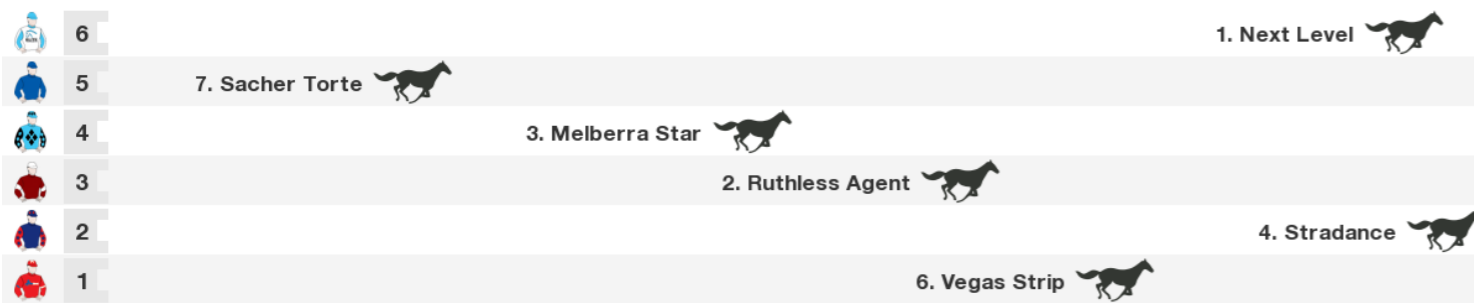 6 1. Next Level
5 7. Sacher Torte
4 3. Melberra Star
3 2. Ruthless Agent
2 4. Stradance
1 6. Vegas Strip